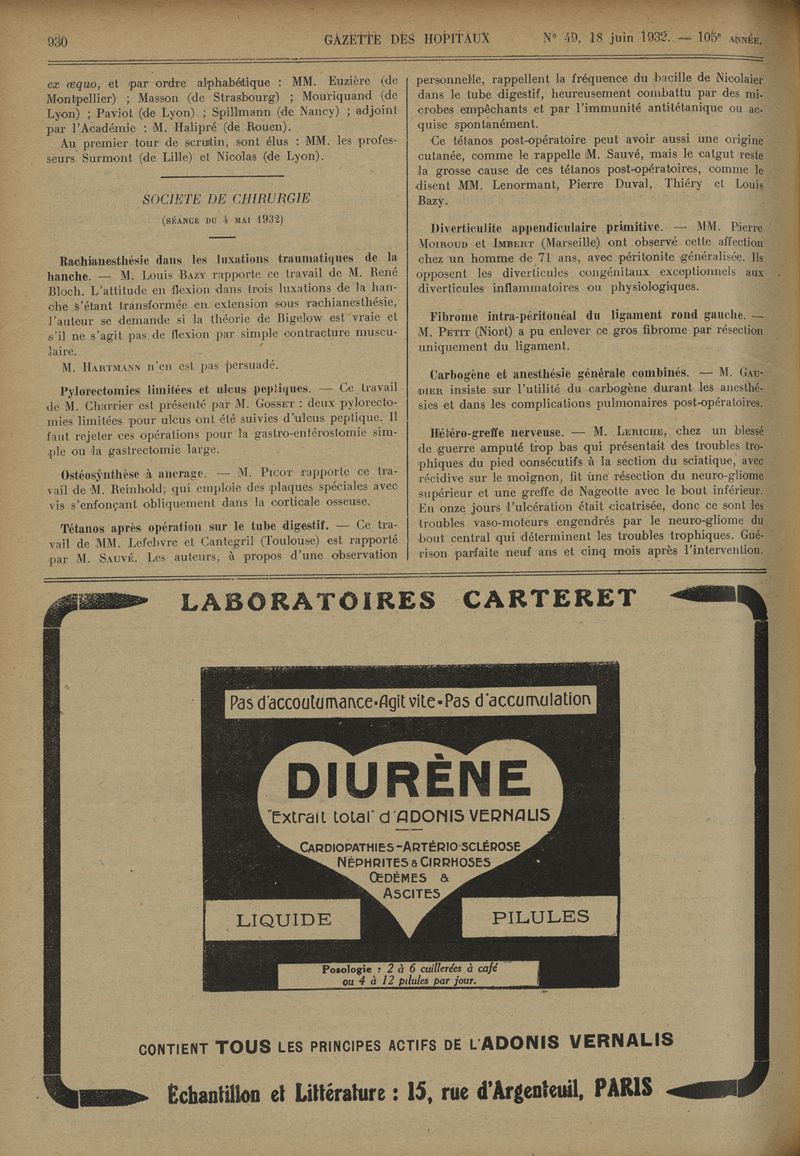 930 GAZETTE DES HOPITAUX N° 49, 18 juin 1932. — 105e ANNÉE.
ex æquo, et par ordre alphabétique : MM. Euzière (de
Montpellier) ; Masson (de Strasbourg) ; Mouriquand (de
Lyon) ; Paviot (de Lyon) ; Spillmann (de Nancy) ; adjoint
par l'Académie : M. Halipré (de Rouen).
Au premier tour de scrutin, sont élus : MM. les profes-
seurs Surmont (de Lille) et Nicolas (de Lyon).
SOCIETE DE CHIRURGIE
(SÉANCE DU 4 MAI 1932)
Rachianesthésie dans les luxations traumatiques de la
hanche. — M. Louis BAZY rapporte ce travail de M. René
Bloch. L'attitude en flexion dans trois luxations de la han-
che s'étant transformée en extension sous rachianesthésie,
l'auteur se demande si la théorie de Bigelow est vraie et
s'il ne s'agit pas de flexion par simple contracture muscu-
laire.
M. HARTMANN n'en est pas persuadé.
Pylorectomies limitées et ulcus peptiques. — Ce travail
de M. Charrier est présenté par M. GOSSET : deux pylorecto-
mies limitées pour ulcus ont été suivies d'ulcus peptique. Il
faut rejeter ces opérations pour la gastro-entérostomie sim-
ple ou la gastrectomie large.
Ostéosynthèse à ancrage. — M. PICOT rapporte ce tra-
vail de M. Reinhold, qui emploie des plaques spéciales avec
vis s'enfonçant obliquement dans la corticale osseuse.
Tétanos après opération sur le tube digestif. — Ce tra-
vail de MM. Lefebvre et Cantegril (Toulouse) est rapporté
par M. SAUVÉ. Les auteurs, à propos d'une observation
personnelle, rappellent la fréquence du bacille de Nicolaier
dans le tube digestif, heureusement combattu par des mi-
crobes empêchants et par l'immunité antitétanique ou ac-
quise spontanément.
Ce tétanos post-opératoire peut avoir aussi une origine
cutanée, comme le rappelle M. Sauvé, mais le catgut reste
la grosse cause de ces tétanos post-opératoires, comme le
disent MM. Lenormant, Pierre Duval, Thiéry et Louis
Bazy.
Diverticulite appendiculaire primitive. — MM. Pierre
MOIROUD et IMBERT (Marseille) ont observé cette affection
chez un homme de 71 ans, avec péritonite généralisée. Ils
opposent les diverticules congénitaux exceptionnels aux
diverticules inflammatoires ou physiologiques.
Fibrome intra-péritonéal du ligament rond gauche. —
M. PETIT (Niort) a pu enlever ce gros fibrome par résection
uniquement du ligament.
Carbogène et anesthésie générale combinés. — M. GAU-
DIER insiste sur l'utilité du carbogène durant les anesthé-
sies et dans les complications pulmonaires post-opératoires.
Hétéro-greffe nerveuse. — M. LERICHE, chez un blessé
de guerre amputé trop bas qui présentait des troubles tro-
phiques du pied consécutifs à la section du sciatique, avec
récidive sur le moignon, fit une résection du neuro-gliome
supérieur et une greffe de Nageotte avec le bout inférieur.
En onze jours l'ulcération était cicatrisée, donc ce sont les
troubles vaso-moteurs engendrés par le neuro-gliome du
bout central qui déterminent les troubles trophiques. Gué-
rison parfaite neuf ans et cinq mois après l'intervention.
LABORATOIRES CARTERET
Pas d'accoutumance-Agit vite-Pas d'accumulation
DIURÈNE
"Extrait total" d'ADONIS VERNALIS
CARDIOPATHIES-ARTÉRIO-SCLÉROSE
NÉPHRITES & CIRRHOSES
ŒDÈMES &
ASCITES
LIQUIDE PILULES
Posologie : 2 à 6 cuillerées à café
ou 4 à 12 pilules par jour.
CONTIENT TOUS LES PRINCIPES ACTIFS DE L'ADONIS VERNALIS
Échantillon et Littérature : 15, rue d'Argenteuil, PARIS